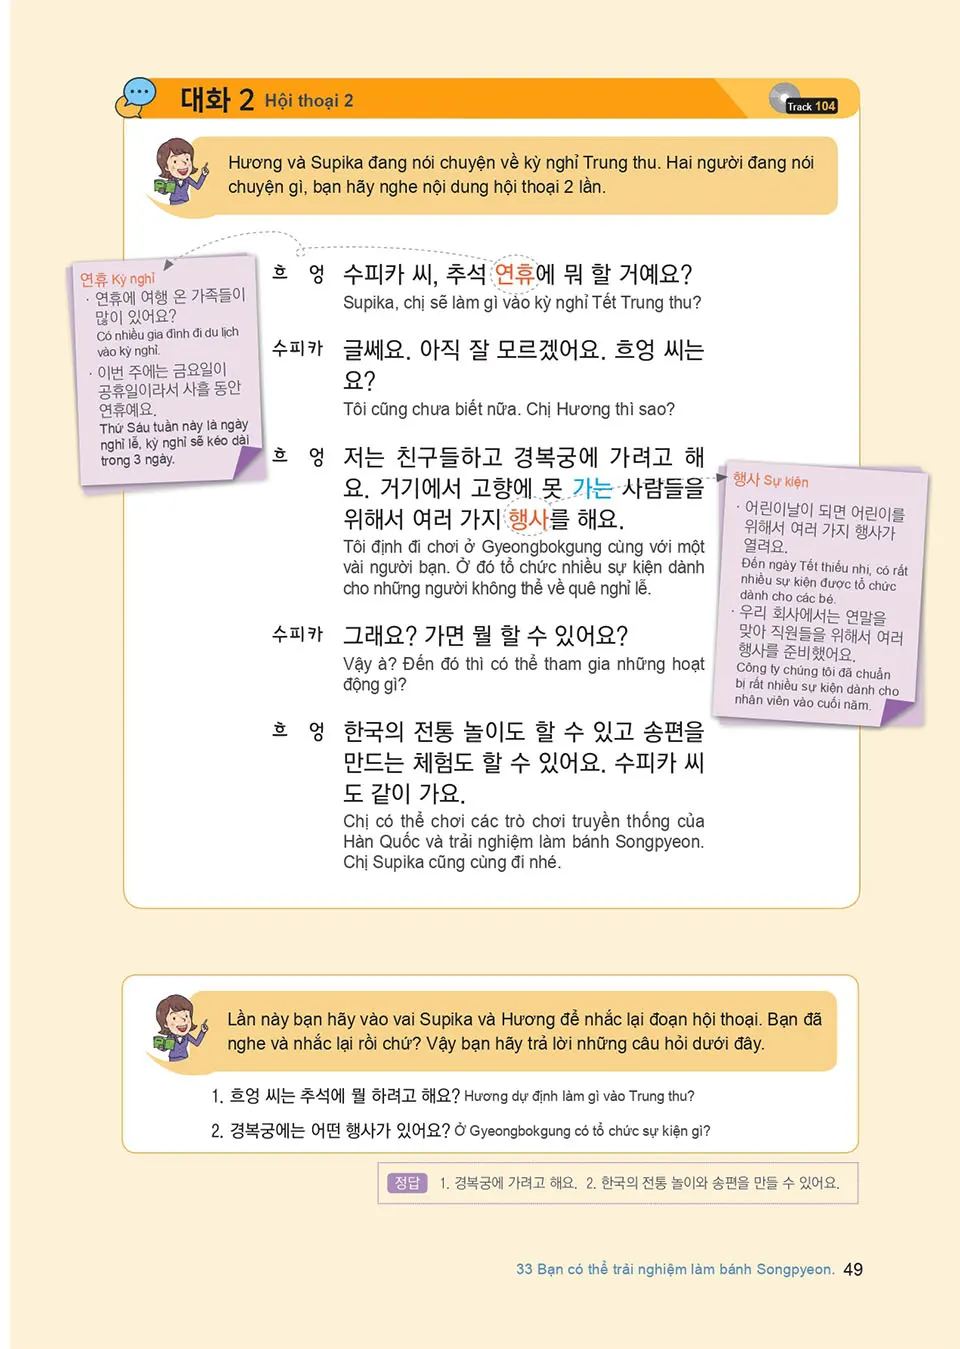 대화 2 Hội thoại 2
Track 104
Hương và Supika đang nói chuyện về kỳ nghỉ Trung thu. Hai người đang nói
chuyện gì, bạn hãy nghe nội dung hội thoại 2 lần.
흐 엉 수피카 씨, 추석 연휴에 뭐 할 거예요?
Supika, chị sẽ làm gì vào kỳ nghỉ Tết Trung thu?
수피카 글쎄요. 아직 잘 모르겠어요. 흐엉 씨는
요?
Tôi cũng chưa biết nữa. Chị Hương thì sao?
흐 엉 저는 친구들하고 경복궁에 가려고 해
요. 거기에서 고향에 못 가는 사람들을
위해서 여러 가지 행사를 해요.
Tôi định đi chơi ở Gyeongbokgung cùng với một
vài người bạn. Ở đó tổ chức nhiều sự kiện dành
cho những người không thể về quê nghỉ lễ.
수피카 그래요? 가면 뭘 할 수 있어요?
Vậy à? Đến đó thì có thể tham gia những hoạt
động gì?
흐 엉 한국의 전통 놀이도 할 수 있고 송편을
만드는 체험도 할 수 있어요. 수피카 씨
도 같이 가요.
Chị có thể chơi các trò chơi truyền thống của
Hàn Quốc và trải nghiệm làm bánh Songpyeon.
Chị Supika cũng cùng đi nhé.
연휴 Kỳ nghỉ
· 연휴에 여행 온 가족들이
많이 있어요?
Có nhiều gia đình đi du lịch
vào kỳ nghỉ.
· 이번 주에는 금요일이
공휴일이라서 사흘 동안
연휴예요.
Thứ Sáu tuần này là ngày
nghỉ lễ, kỳ nghỉ sẽ kéo dài
trong 3 ngày.
행사 Sự kiện
· 어린이날이 되면 어린이를
위해서 여러 가지 행사가
열려요.
Đến ngày Tết thiếu nhi, có rất
nhiều sự kiện được tổ chức
dành cho các bé.
· 우리 회사에서는 연말을
맞아 직원들을 위해서 여러
행사를 준비했어요.
Công ty chúng tôi đã chuẩn
bị rất nhiều sự kiện dành cho
nhân viên vào cuối năm.
Lần này bạn hãy vào vai Supika và Hương để nhắc lại đoạn hội thoại. Bạn đã
nghe và nhắc lại rồi chứ? Vậy bạn hãy trả lời những câu hỏi dưới đây.
1. 흐엉 씨는 추석에 뭘 하려고 해요? Hương dự định làm gì vào Trung thu?
2. 경복궁에는 어떤 행사가 있어요? Ở Gyeongbokgung có tổ chức sự kiện gì?
정답 1. 경복궁에 가려고 해요. 2. 한국의 전통 놀이와 송편을 만들 수 있어요.
33 Bạn có thể trải nghiệm làm bánh Songpyeon. 49